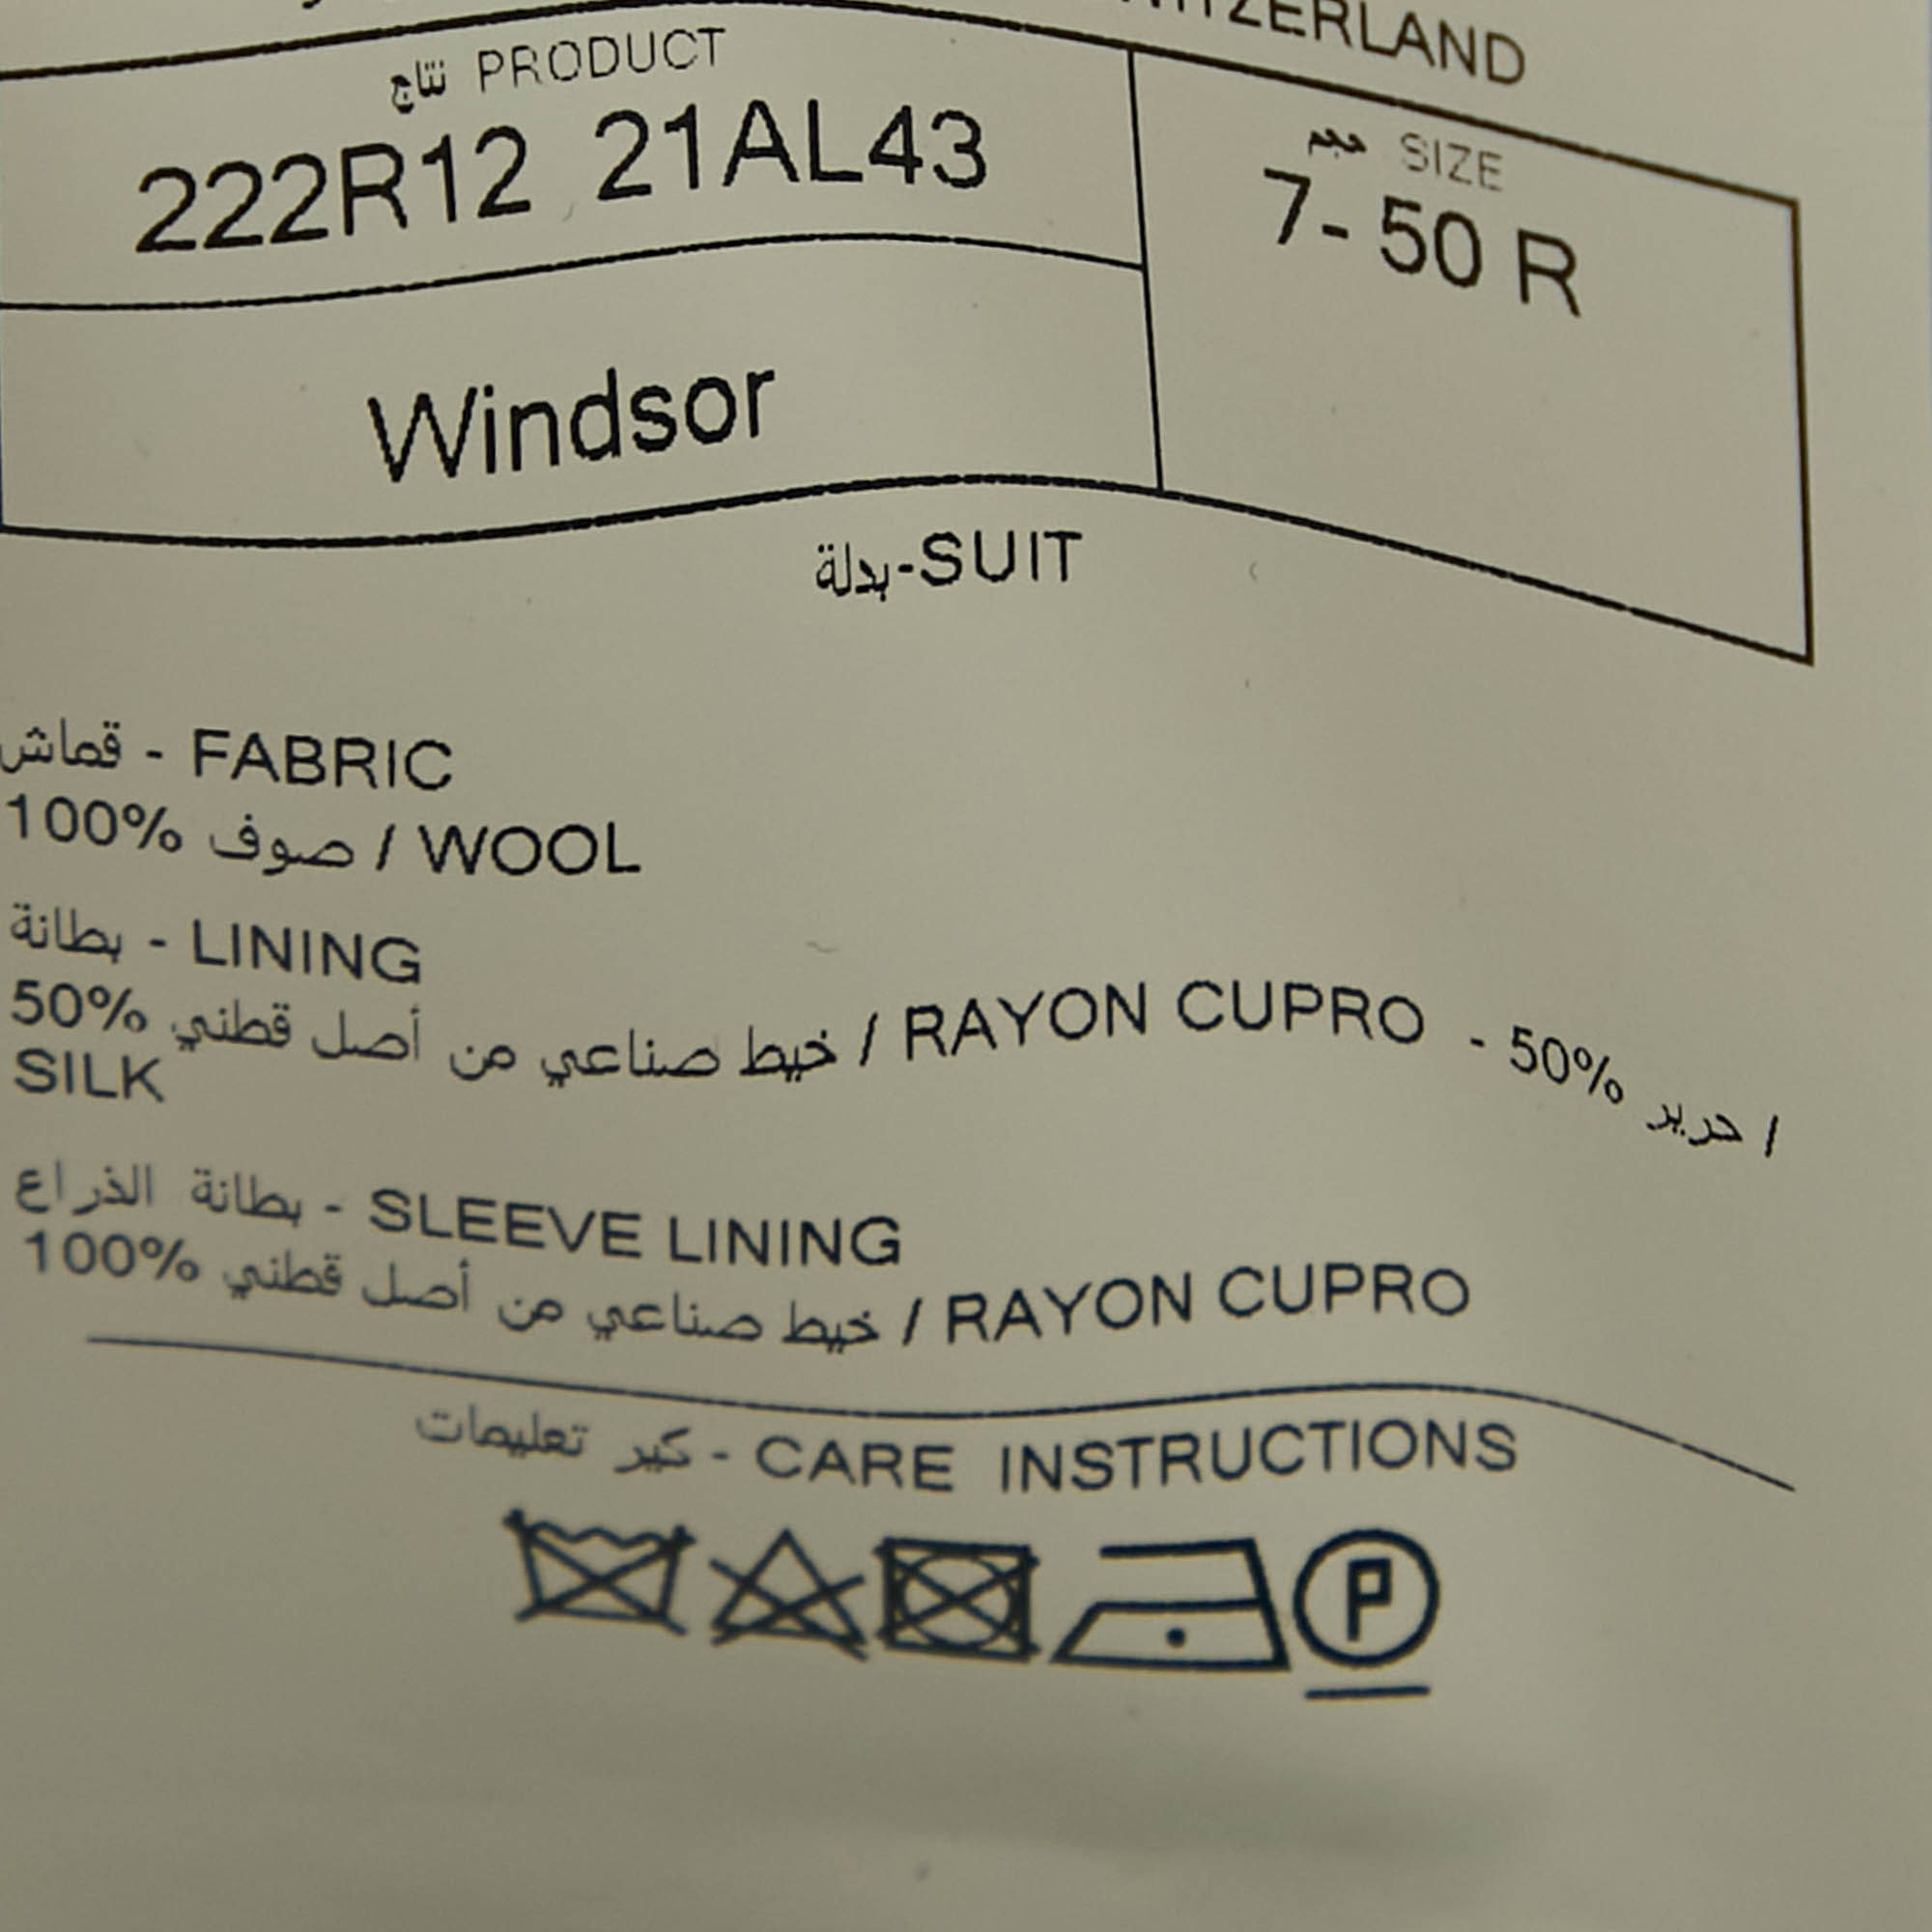 نتاج PRODUCT
222R12 21AL43
SIZE
7- 50 R
Windsor
بدلة-SUIT
قماش - FABRIC
100% صوف / WOOL
بطانة - LINING
50% خيط صناعي من أصل قطني / RAYON CUPRO - 50% حرير /
SILK
بطانة الذراع - SLEEVE LINING
100% خيط صناعي من أصل قطني / RAYON CUPRO
كير تعليمات - CARE INSTRUCTIONS
P